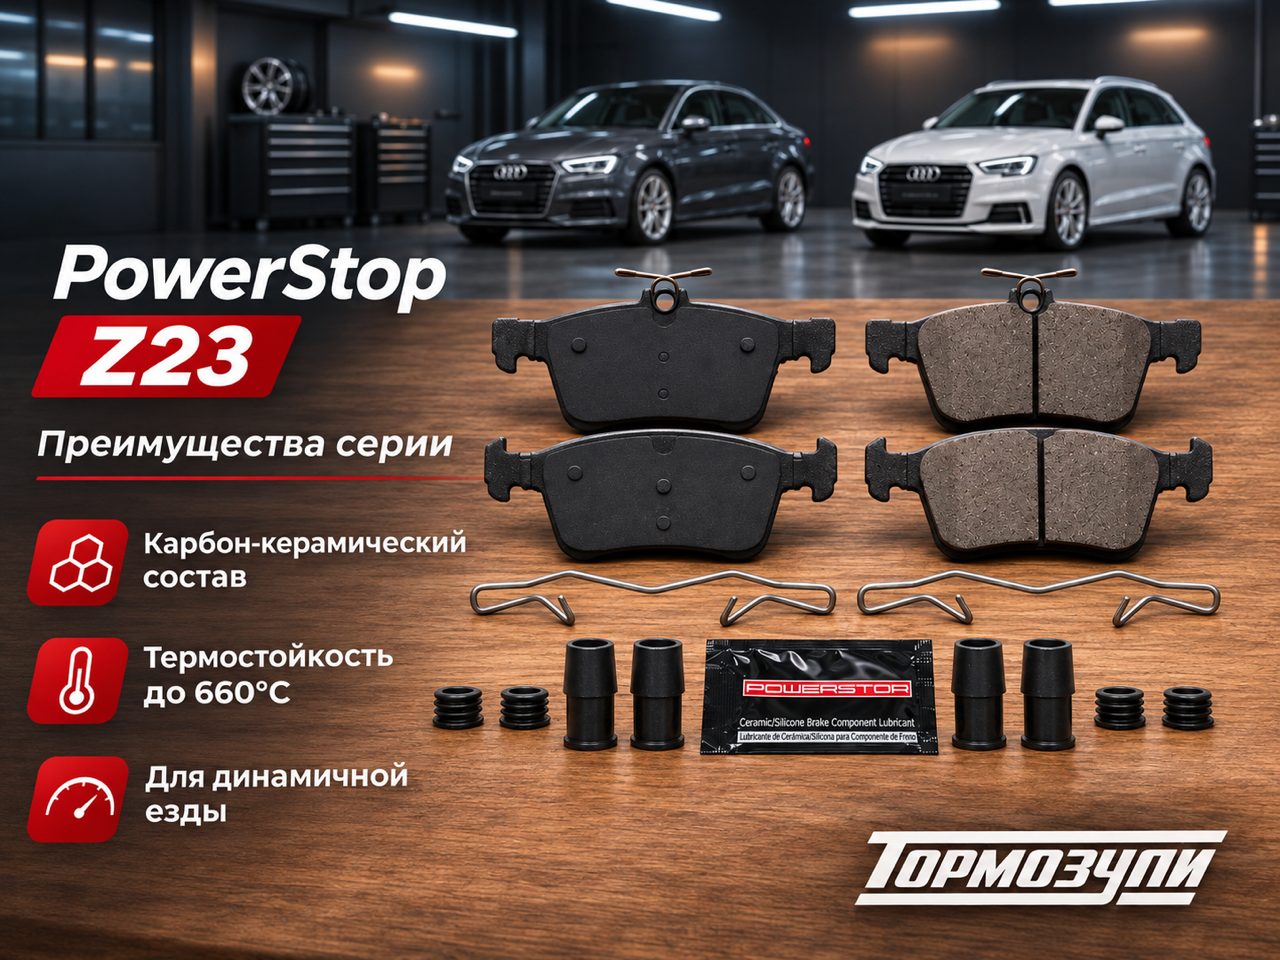 PowerStop
Z23
Преимущества серии
Карбон-керамический
состав
Термостойкость
до 660°C
Для динамичной
езды
POWERSTOP
Ceramic/Silicone Brake Component Lubricant
Lubricante de Cerámica/Silicona para Componente de Freno
ТОРМОЗУЛИ